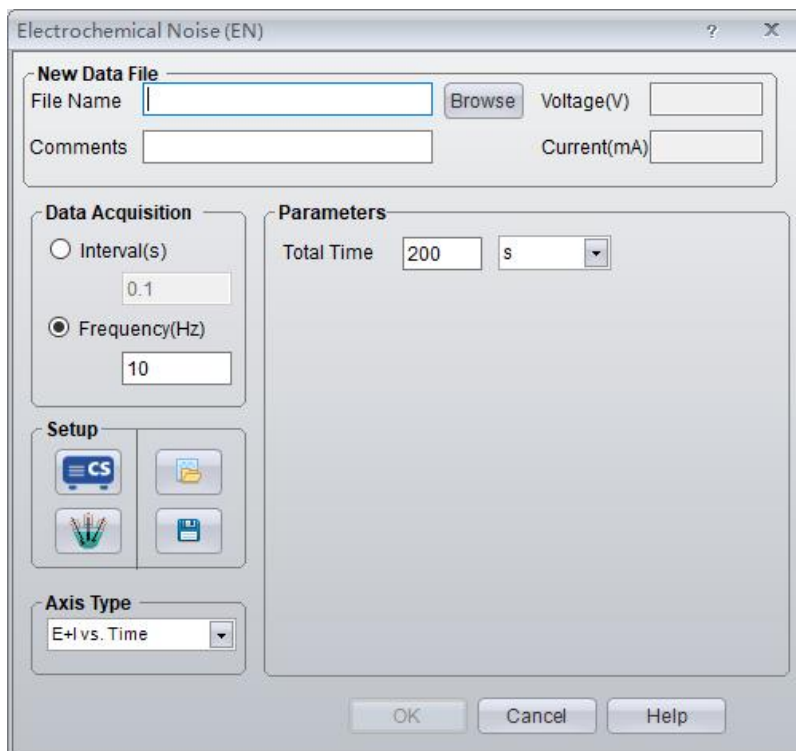 Electrochemical Noise (EN) ? X
New Data File
File Name Browse Voltage(V)
Comments Current(mA)
Data Acquisition
Interval(s)
0.1
Frequency(Hz)
10
Setup
CS
Axis Type
E+I vs. Time
Parameters
Total Time 200 s
OK Cancel Help